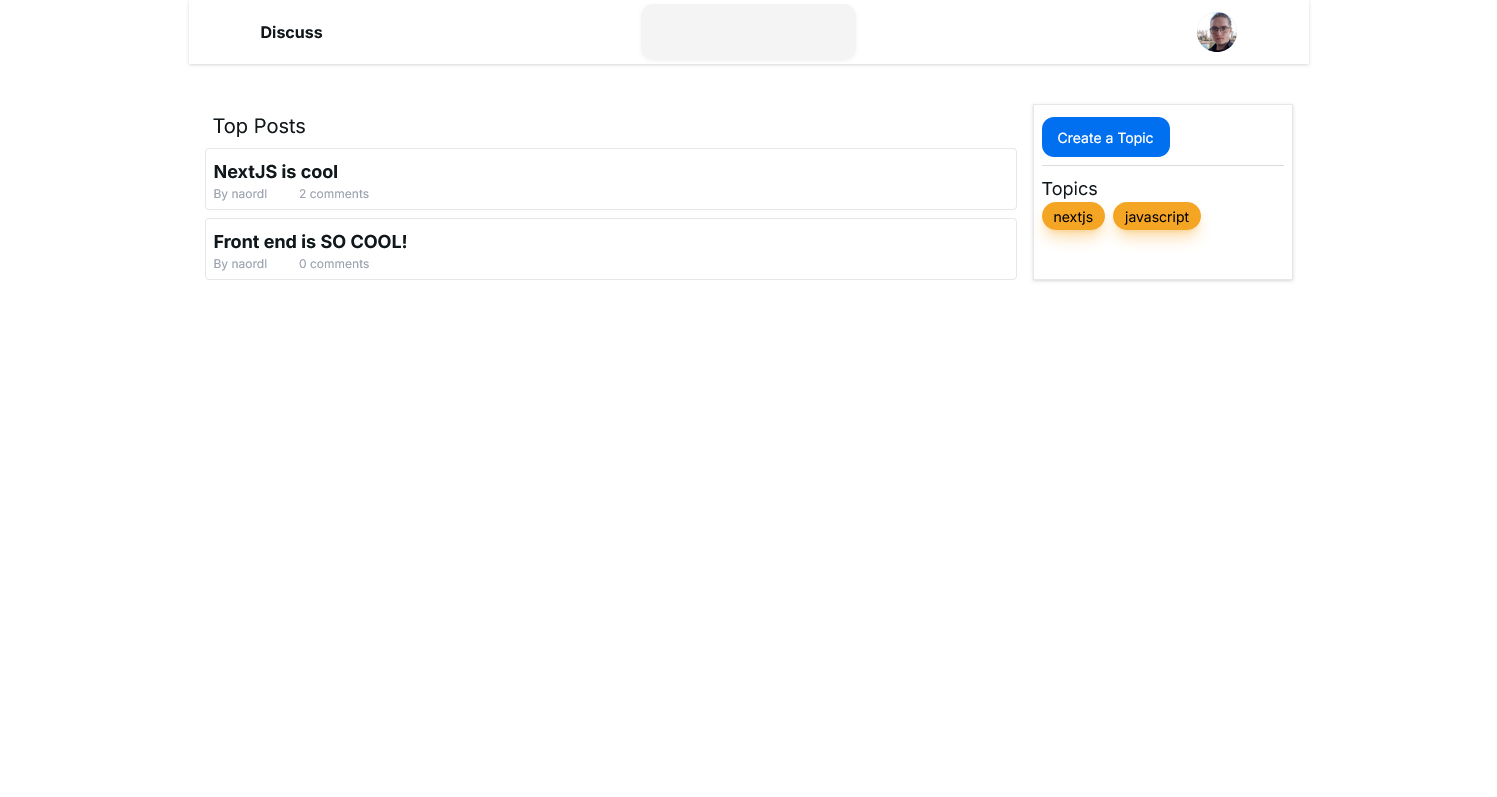 Discuss
Top Posts
NextJS is cool
By naordl 2 comments
Front end is SO COOL!
By naordl 0 comments
Create a Topic
Topics
nextjs javascript